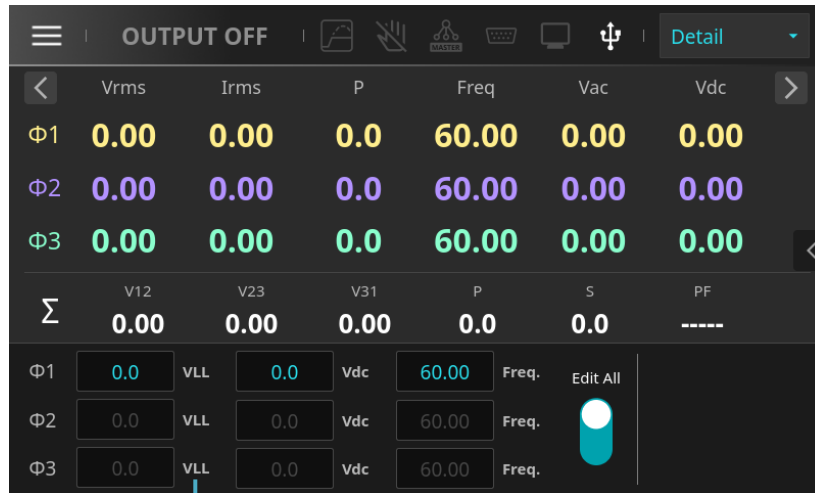 OUTPUT OFF MASTER Detail
Vrms Irms P Freq Vac Vdc
Φ1 0.00 0.00 0.0 60.00 0.00 0.00
Φ2 0.00 0.00 0.0 60.00 0.00 0.00
Φ3 0.00 0.00 0.0 60.00 0.00 0.00
V12 V23 V31 P S PF
Σ 0.00 0.00 0.00 0.0 0.0 -----
Φ1 0.0 VLL 0.0 Vdc 60.00 Freq. Edit All
Φ2 0.0 VLL 0.0 Vdc 60.00 Freq.
Φ3 0.0 VLL 0.0 Vdc 60.00 Freq.